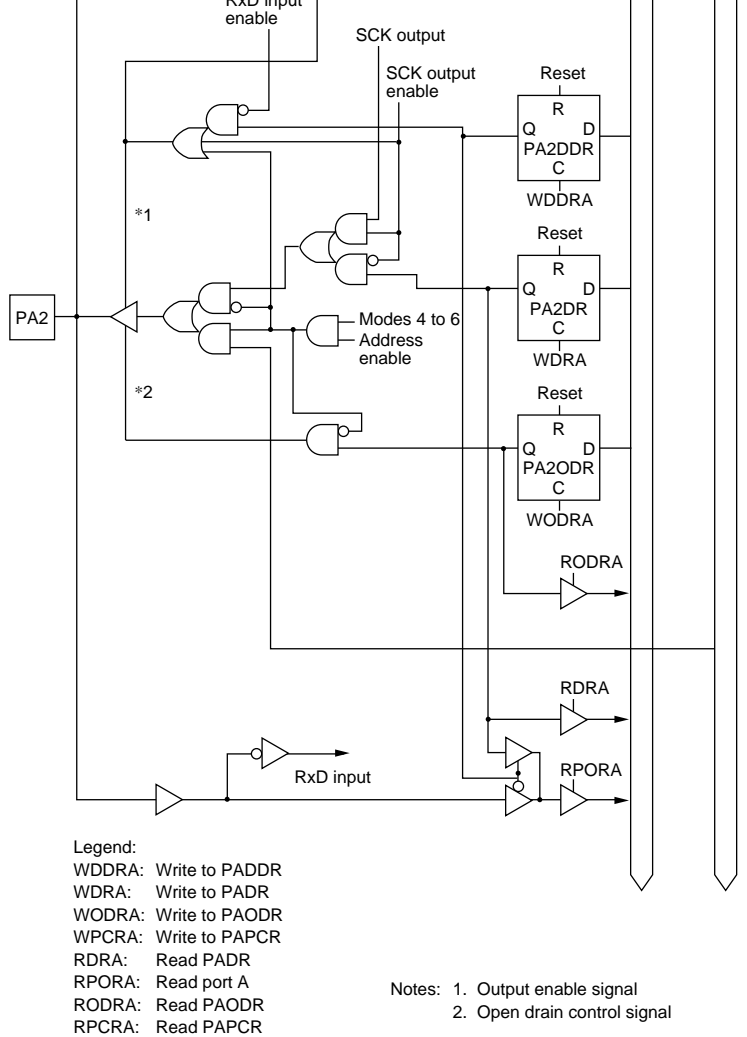 RxD input
enable
SCK output
SCK output
enable
Reset
R
Q D
PA2DDR
C
WDDRA
*1
Reset
R
Q D
PA2DR
C
WDRA
PA2
Modes 4 to 6
Address
enable
*2
Reset
R
Q D
PA2ODR
C
WODRA
RODRA
RDRA
RPORA
RxD input
Legend:
WDDRA: Write to PADDR
WDRA: Write to PADR
WODRA: Write to PAODR
WPCRA: Write to PAPCR
RDRA: Read PADR
RPORA: Read port A
RODRA: Read PAODR
RPCRA: Read PAPCR
Notes: 1. Output enable signal
2. Open drain control signal